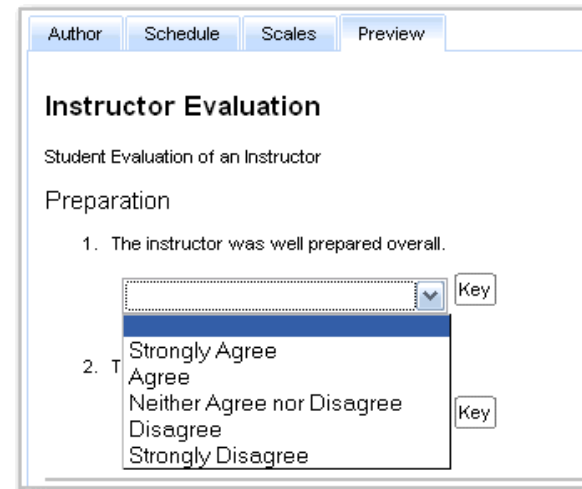 Author Schedule Scales Preview
Instructor Evaluation
Student Evaluation of an Instructor
Preparation
1. The instructor was well prepared overall.
Key
Strongly Agree
2. T
Agree
Neither Agree nor Disagree
Key
Disagree
Strongly Disagree